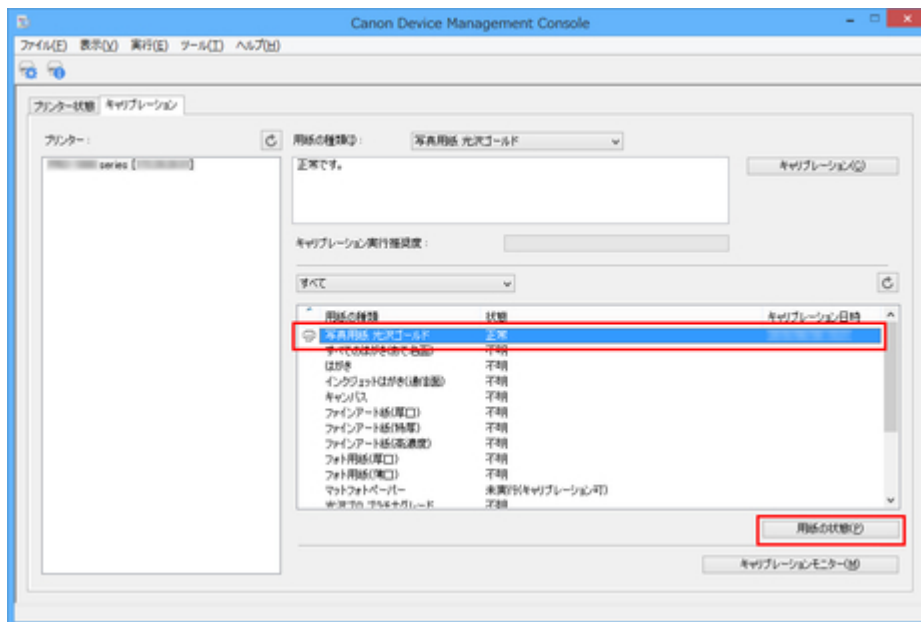 Canon Device Management Console
ファイル(F) 表示(V) 実行(E) ツール(T) ヘルプ(H)
プリンター状態 キャリブレーション
プリンター:
用紙の種類(D): 写真用紙 光沢ゴールド
series [ ]
正常です。
キャリブレーション(C)
キャリブレーション実行推奨度:
すべて
用紙の種類 状態 キャリブレーション日時
写真用紙 光沢ゴールド 正常
すべてのはがき(あて名面) 不明
はがき 不明
インクジェットはがき(通信面) 不明
キャンバス 不明
ファインアート紙(厚口) 不明
ファインアート紙(特厚) 不明
ファインアート紙(高濃度) 不明
フォト用紙(厚口) 不明
フォト用紙(薄口) 不明
マットフォトペーパー 未実行(キャリブレーション可)
光沢プロ プラチナグレード 不明
用紙の状態(P)
キャリブレーションモニター(M)